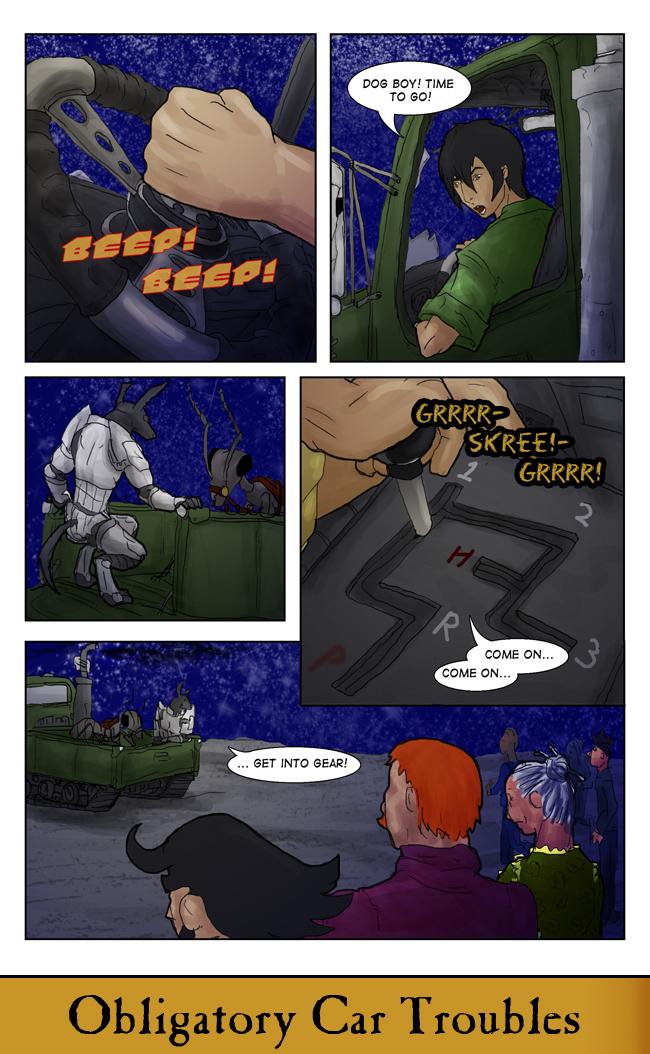 BEEP!
BEEP!
DOG BOY! TIME
TO GO!
GRRRR-
SKREE!-
GRRRR!
1
2
H
R
3
P
COME ON...
COME ON...
... GET INTO GEAR!
Obligatory Car Troubles